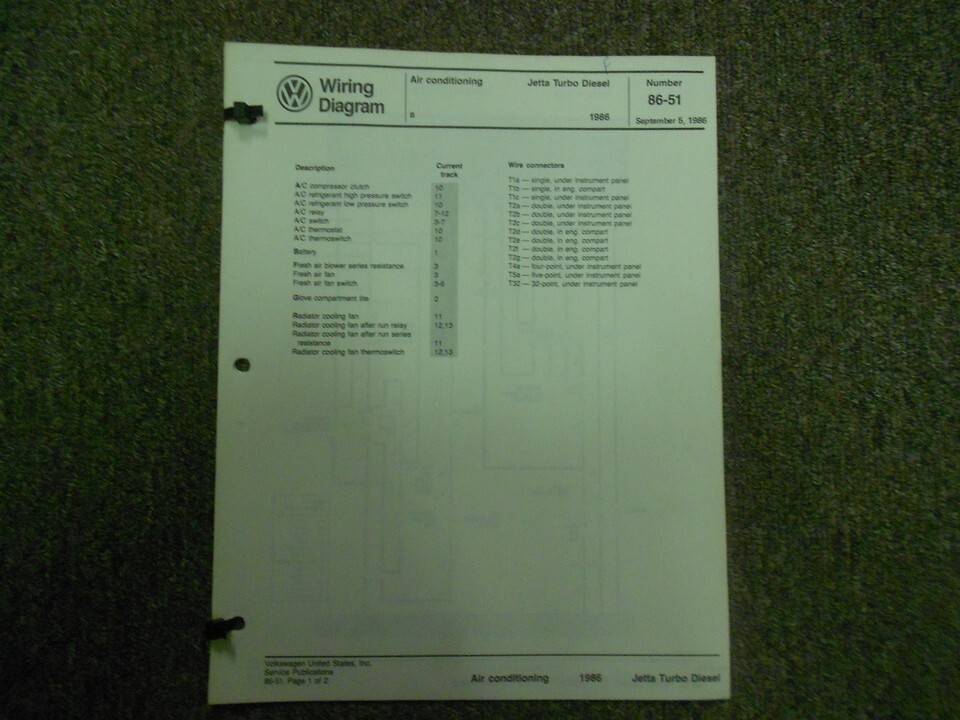 Wiring
Diagram
Air conditioning
B
Jetta Turbo Diesel
1986
Number
86-51
September 5, 1986
Description Current
track
A/C compressor clutch 10
A/C refrigerant high pressure switch 11
A/C refrigerant low pressure switch 10
A/C relay 7-12
A/C switch 3-7
A/C thermostat 10
A/C thermoswitch 10
Battery 1
Fresh air blower series resistance 3
Fresh air fan 3
Fresh air fan switch 3-6
Glove compartment lite 2
Radiator cooling fan 11
Radiator cooling fan after run relay 12,13
Radiator cooling fan after run series
resistance 11
Radiator cooling fan thermoswitch 12,13
Wire connectors
T1a — single, under instrument panel
T1b — single, in eng. compart
T1c — single, under instrument panel
T2a — double, under instrument panel
T2b — double, under instrument panel
T2c — double, under instrument panel
T2d — double, in eng. compart
T2e — double, in eng. compart
T2f — double, in eng. compart
T2g — double, in eng. compart
T4a — four-point, under instrument panel
T5a — five-point, under instrument panel
T32 — 32-point, under instrument panel
Volkswagen United States, Inc.
Service Publications
86-51, Page 1 of 2
Air conditioning 1986 Jetta Turbo Diesel